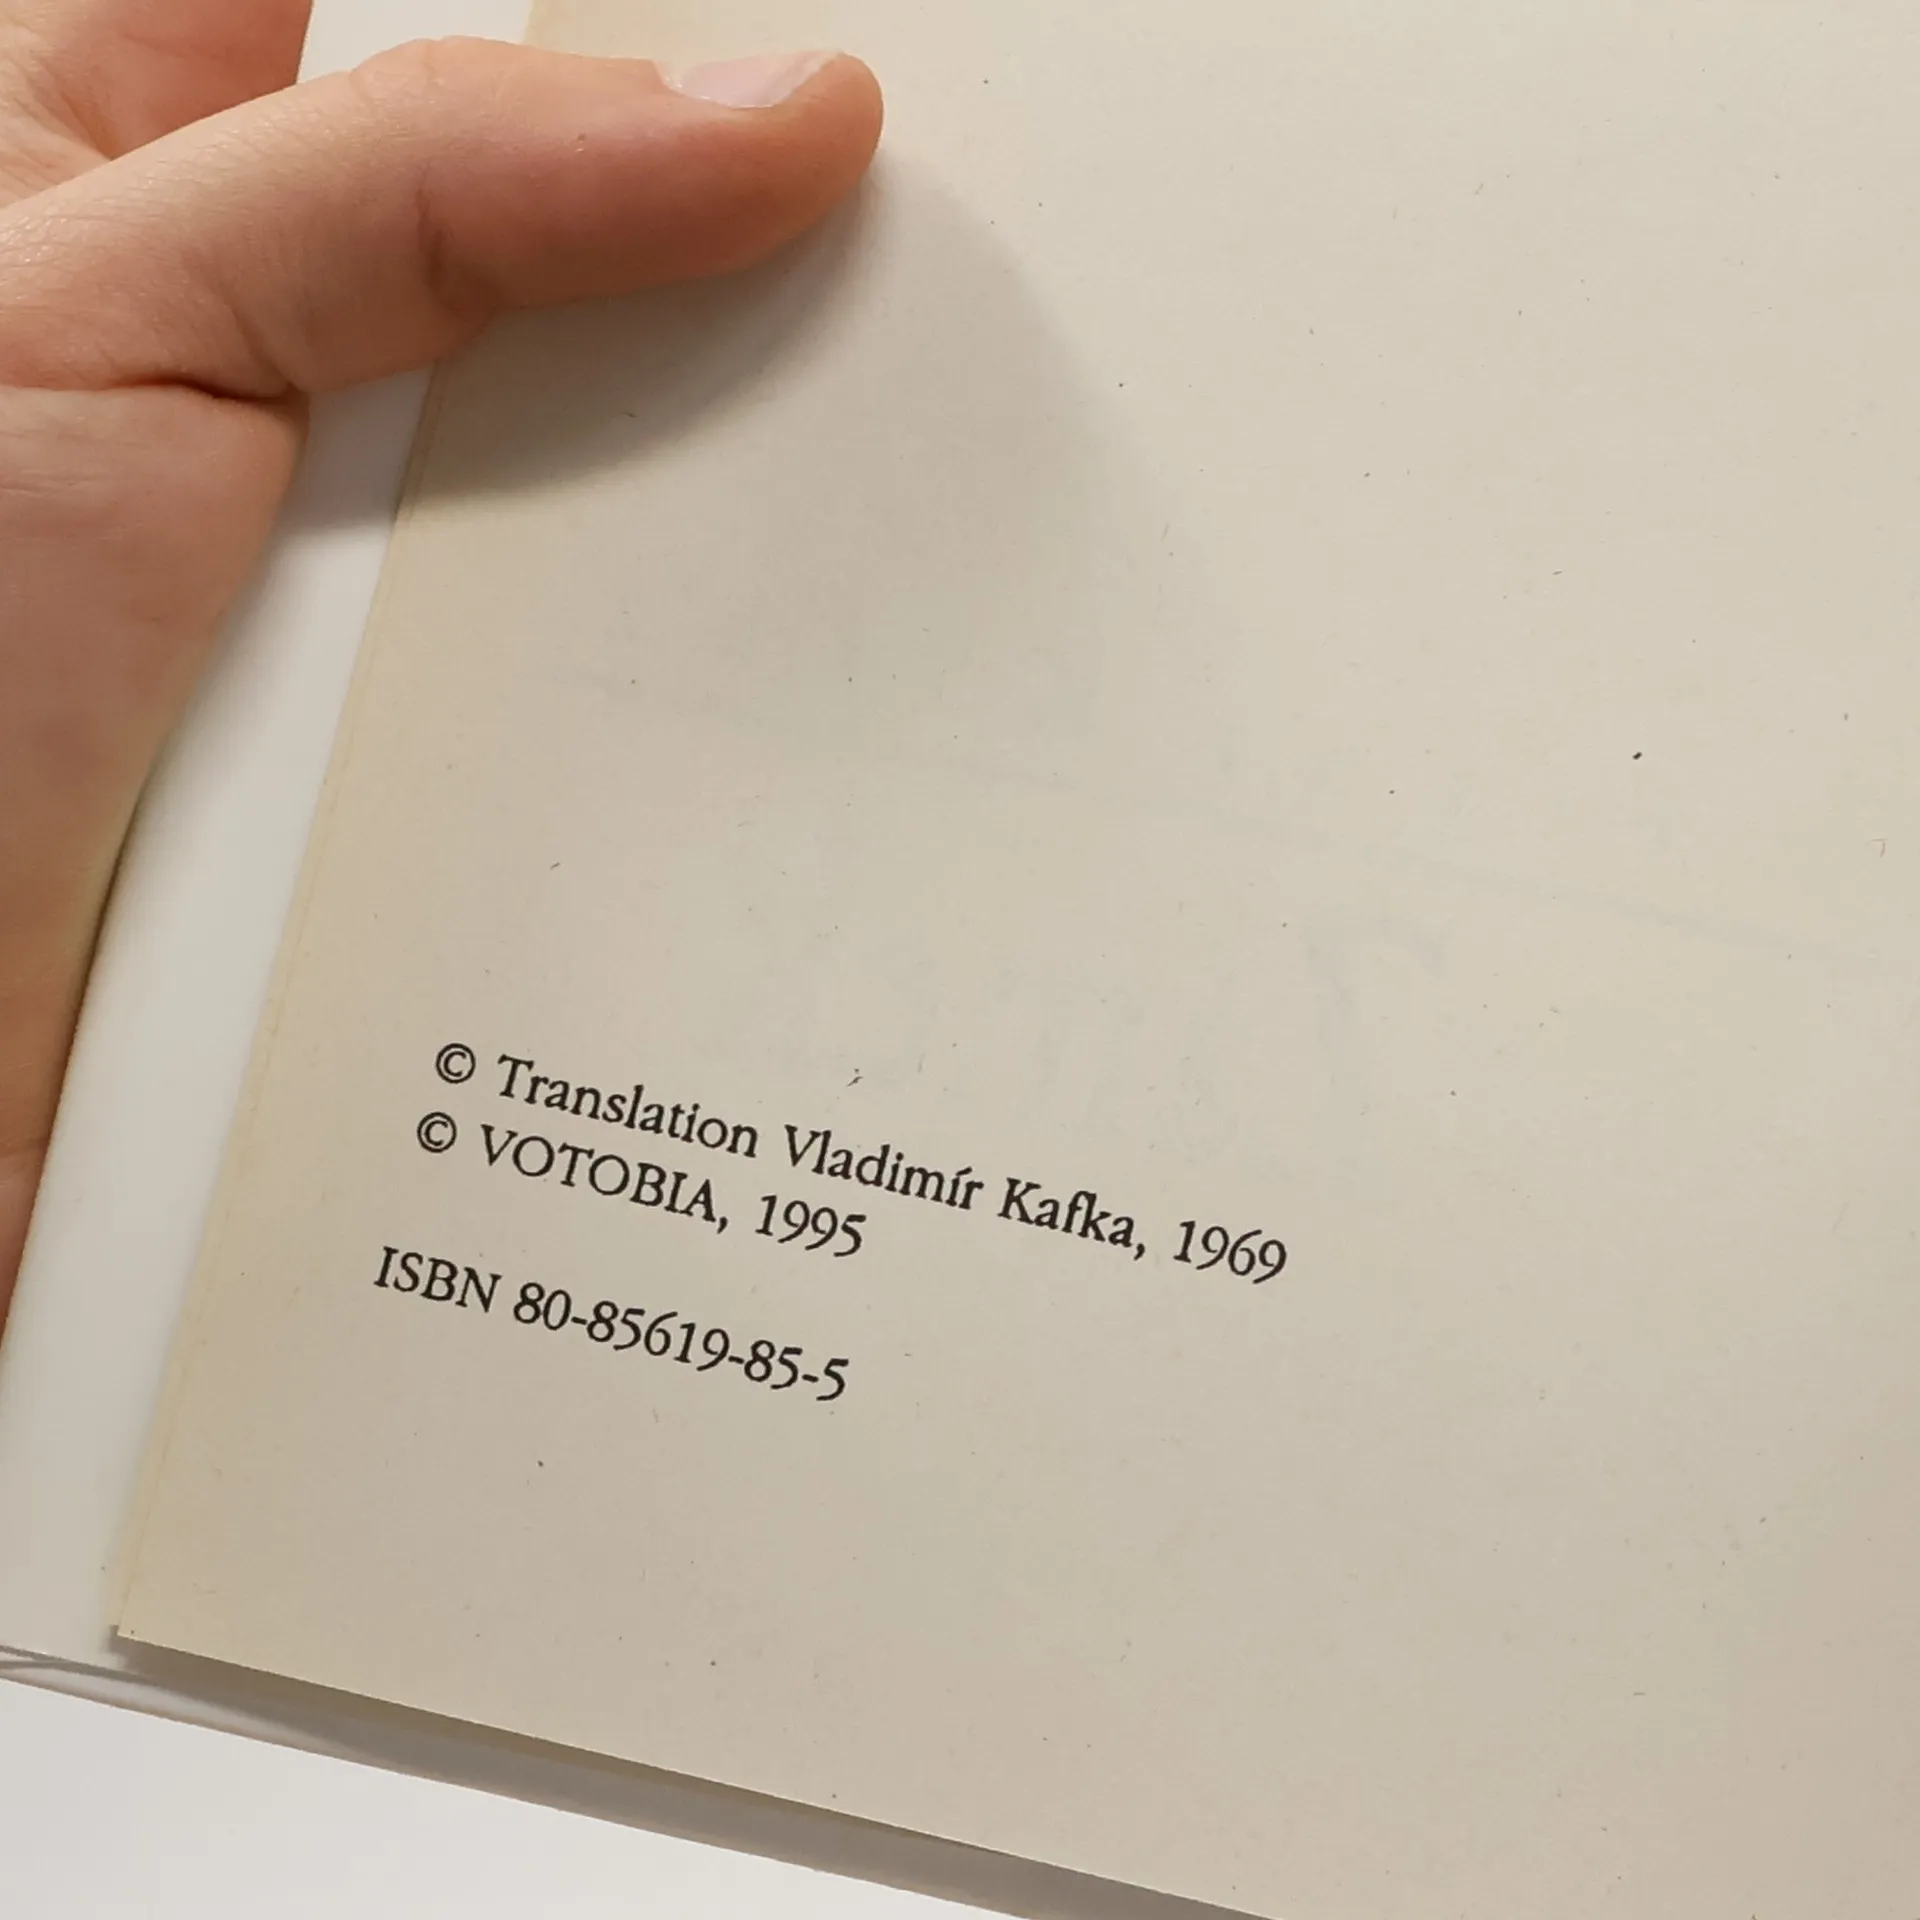 © Translation Vladimír Kafka, 1969
© VOTOBIA, 1995
ISBN 80-85619-85-5